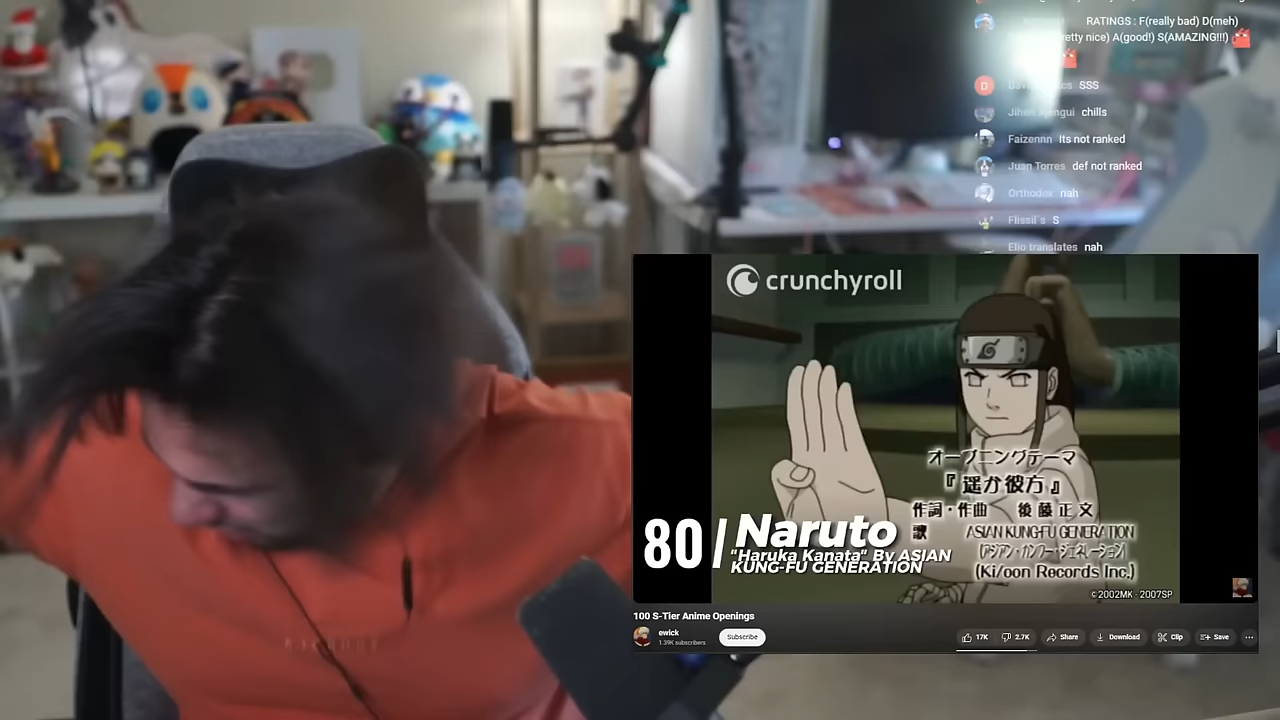 RATINGS : F(really bad) D(meh)
etty nice) A(good!) S(AMAZING!!!)
SSS
chills
Faizennn Its not ranked
Juan Torres def not ranked
Orthodox nah
Flissil's S
Elio translates nah
crunchyroll
オープニングテーマ
『遥か彼方』
作詞・作曲 後藤正文
歌 ASIAN KUNG-FU GENERATION
(アジアン・カンフー・ジェネレーション)
(Ki/oon Records Inc.)
80/
Naruto
"Haruka Kanata" By ASIAN
KUNG-FU GENERATION
©2002MK・2007SP
100 S-Tier Anime Openings
ewick
1.39K subscribers
Subscribe
17K
2.7K
Share
Download
Clip
Save